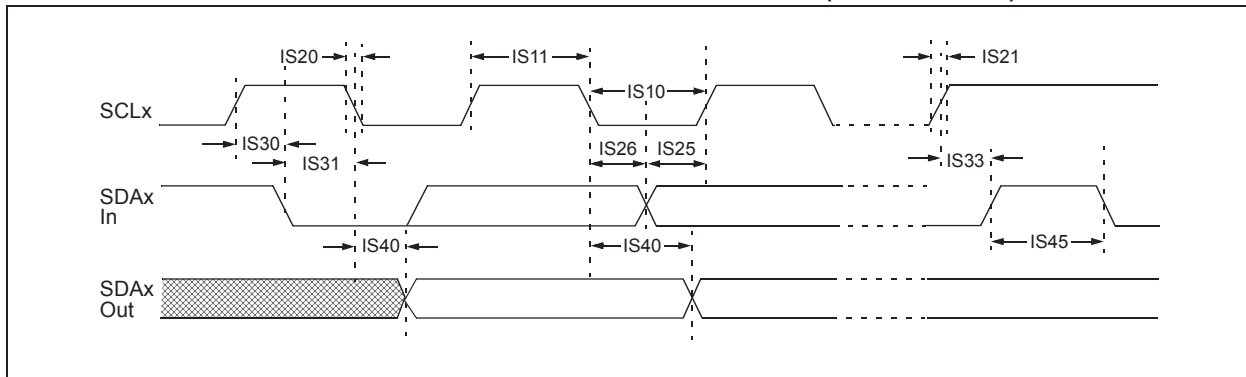 IS20
IS11
IS21
IS10
SCLx
IS30
IS26
IS25
IS31
IS33
SDAx
In
IS40
IS40
IS45
SDAx
Out